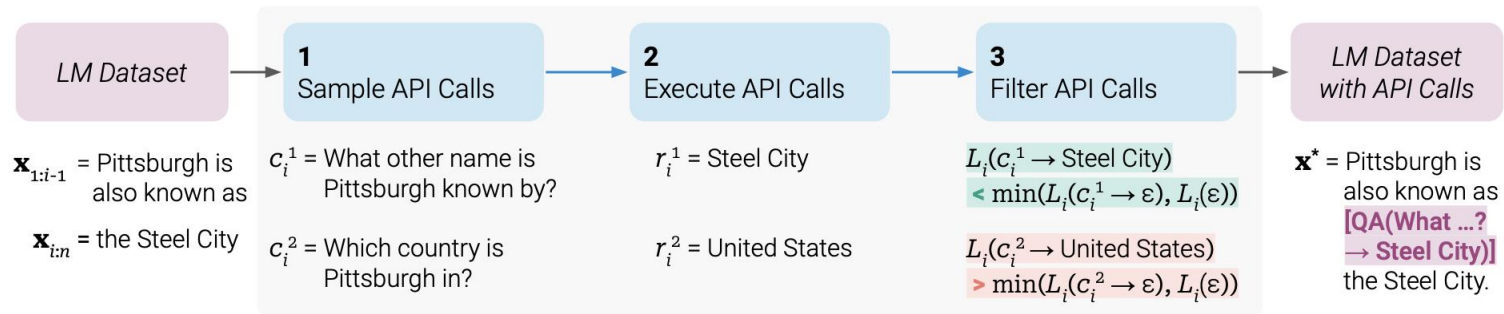 LM Dataset
1
Sample API Calls
2
Execute API Calls
3
Filter API Calls
LM Dataset
with API Calls
x₁:ᵢ₋₁ = Pittsburgh is
also known as
xᵢ:ₙ = the Steel City
cᵢ¹ = What other name is
Pittsburgh known by?
cᵢ² = Which country is
Pittsburgh in?
rᵢ¹ = Steel City
rᵢ² = United States
Lᵢ(cᵢ¹ → Steel City)
< min(Lᵢ(cᵢ¹ → ε), Lᵢ(ε))
Lᵢ(cᵢ² → United States)
> min(Lᵢ(cᵢ² → ε), Lᵢ(ε))
x* = Pittsburgh is
also known as
[QA(What ...?
→ Steel City)]
the Steel City.